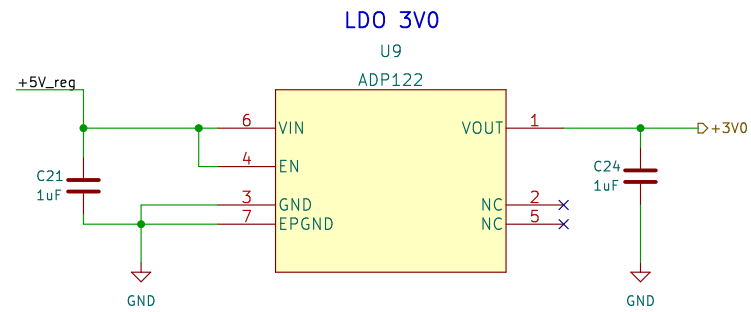 LDO 3V0
U9
ADP122
+5V_reg
6 VIN VOUT 1 +3V0
4 EN
C21
1uF
C24
1uF
3 GND NC 2
7 EPGND NC 5
GND GND